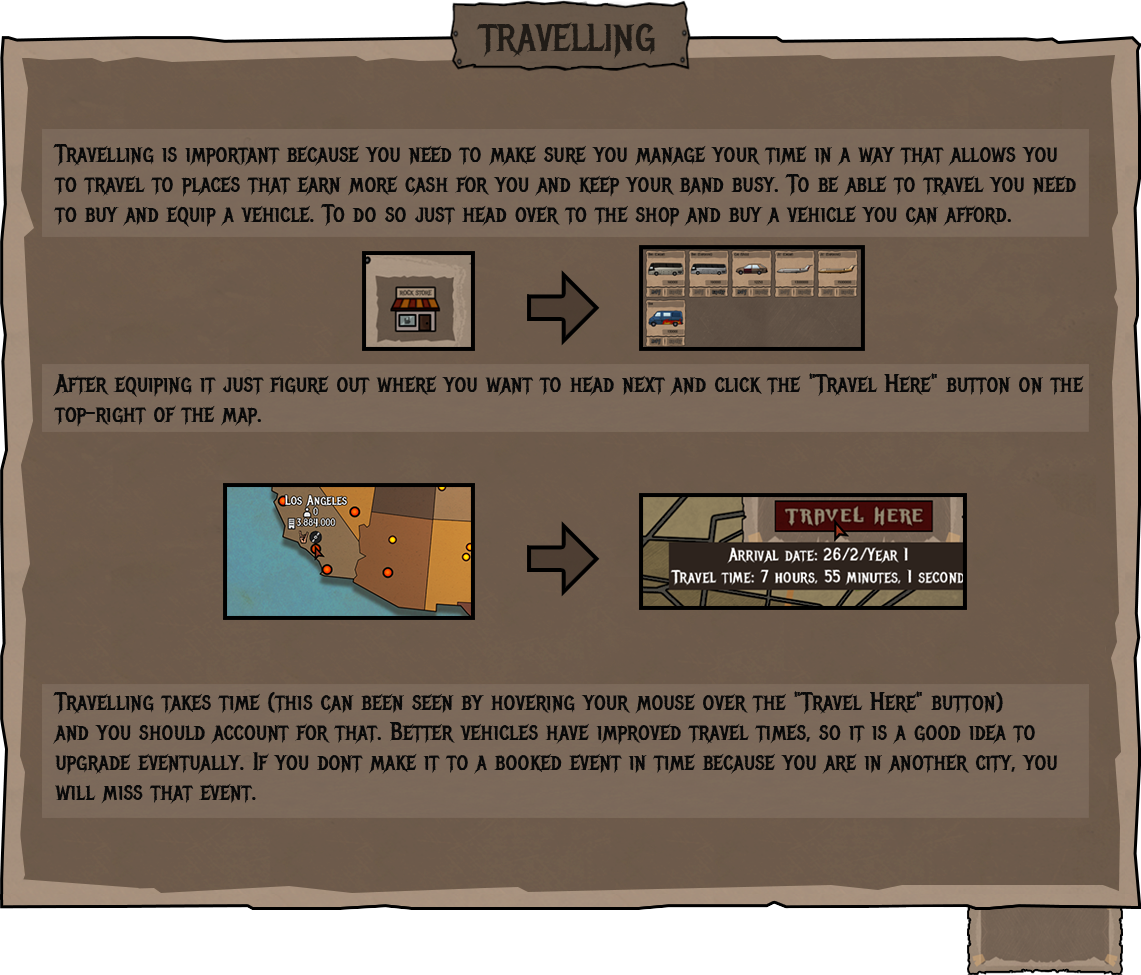 Travelling
Travelling is important because you need to make sure you manage your time in a way that allows you
to travel to places that earn more cash for you and keep your band busy. To be able to travel you need
to buy and equip a vehicle. To do so just head over to the shop and buy a vehicle you can afford.
Rock Store
After equiping it just figure out where you want to head next and click the "Travel Here" button on the
top-right of the map.
Los Angeles
0
3 884 000
Travel Here
Arrival date: 26/2/Year 1
Travel time: 7 hours, 55 minutes, 1 second
Travelling takes time (this can been seen by hovering your mouse over the "Travel Here" button)
and you should account for that. Better vehicles have improved travel times, so it is a good idea to
upgrade eventually. If you dont make it to a booked event in time because you are in another city, you
will miss that event.